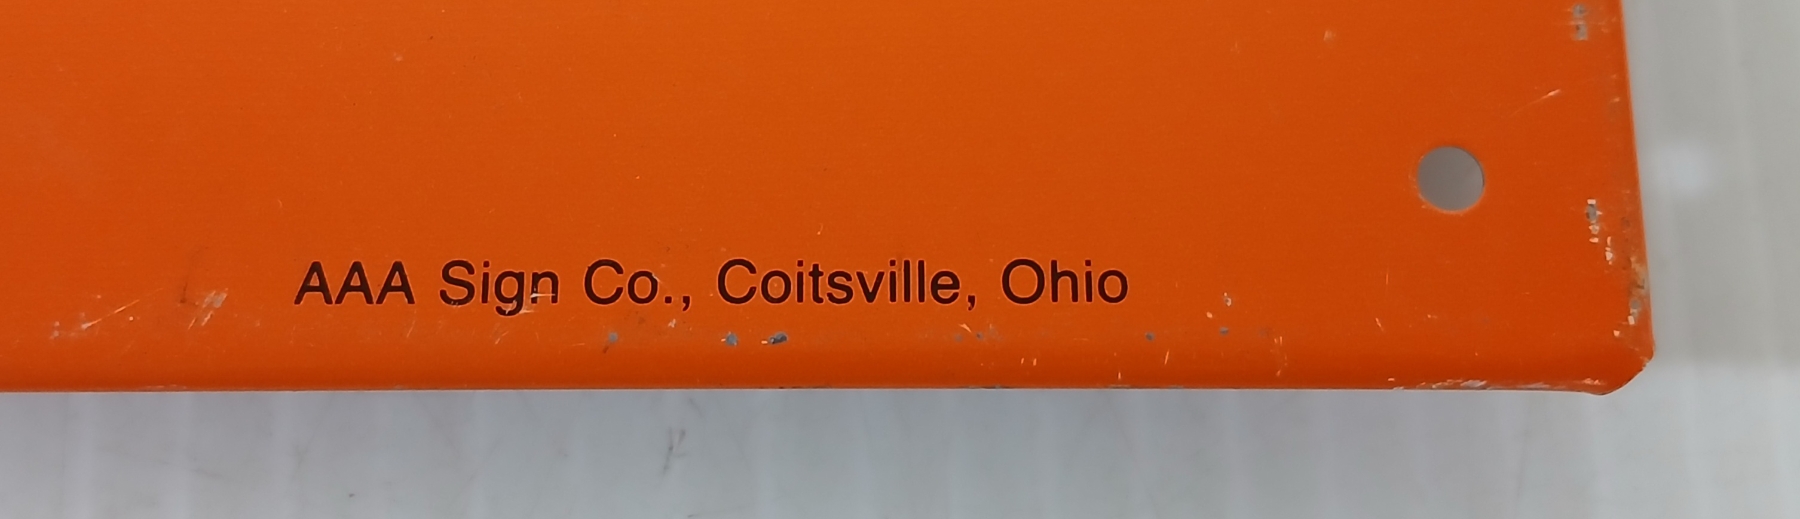 AAA Sign Co., Coitsville, Ohio